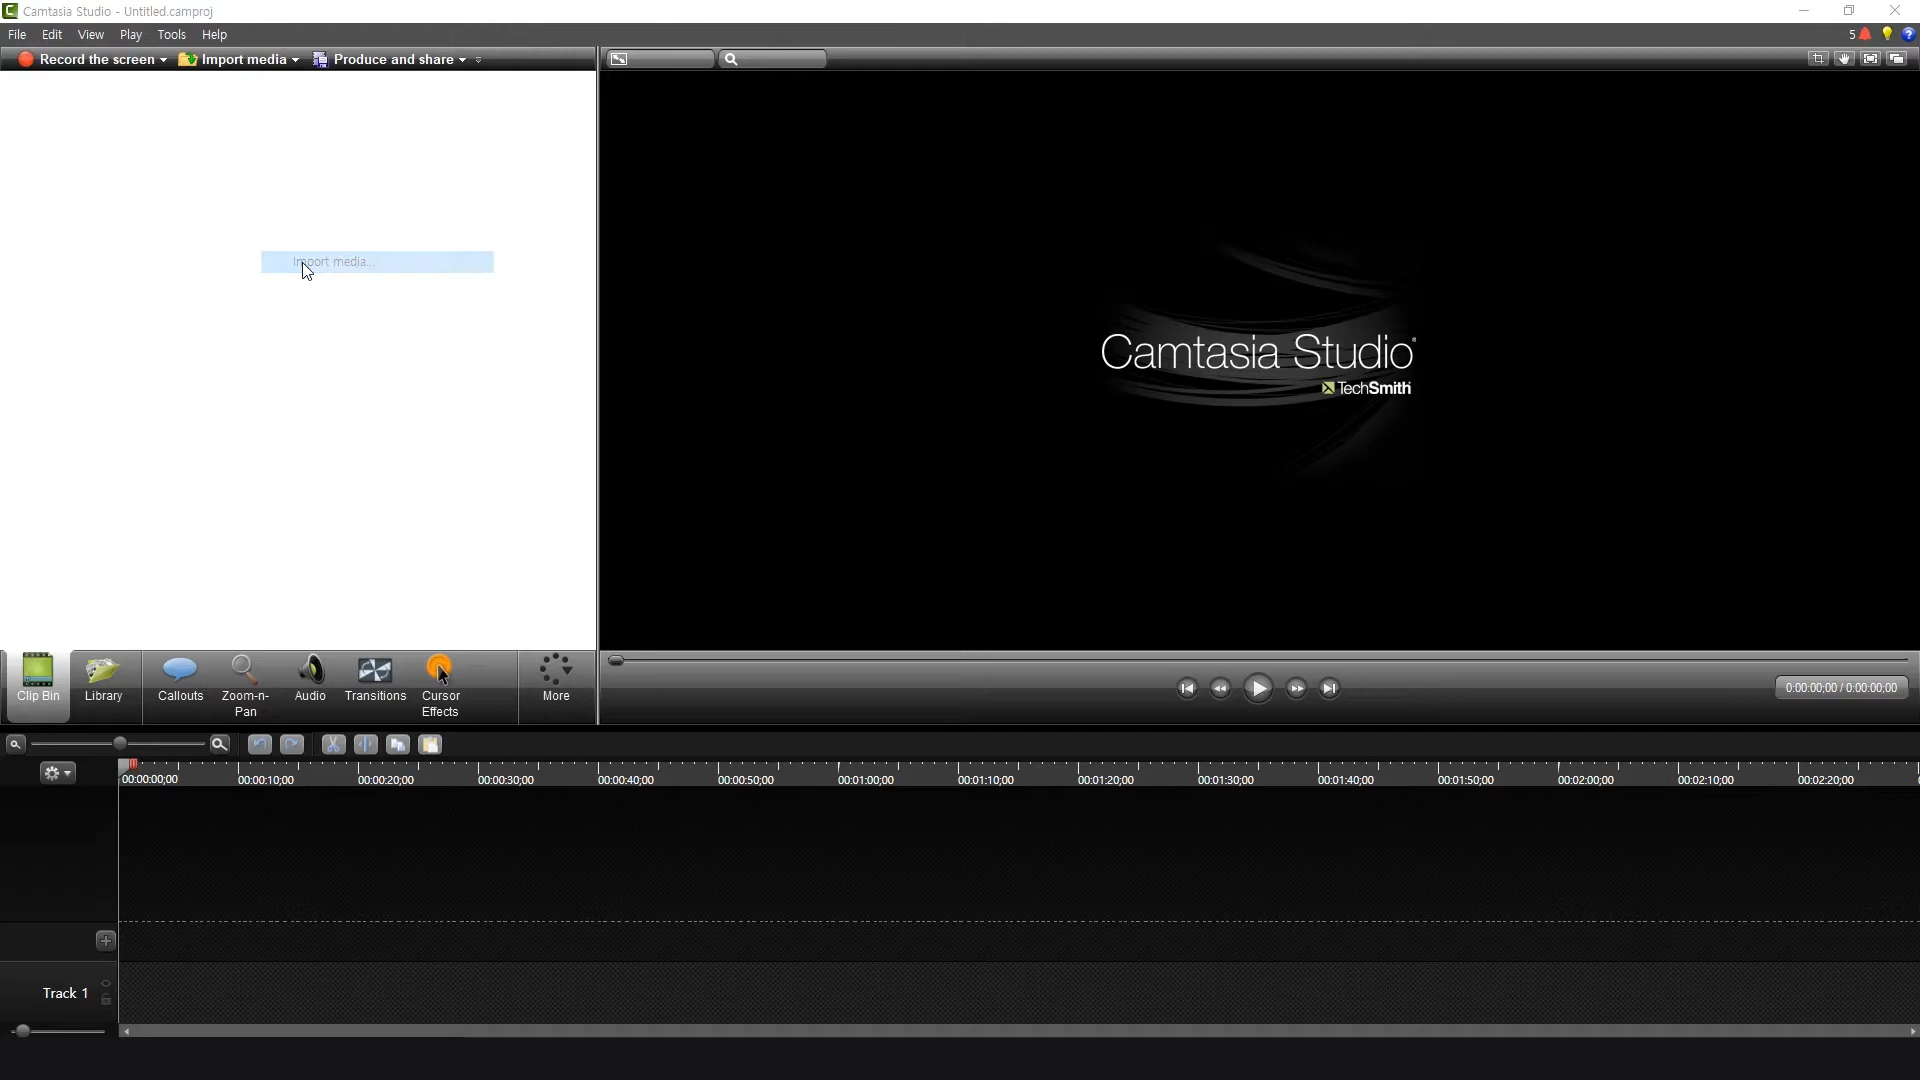 Camtasia Studio - Untitled.camproj
File Edit View Play Tools Help
5
Record the screen Import media Produce and share
Import media...
Camtasia Studio
TechSmith
Clip Bin Library Callouts Zoom-n-Pan Audio Transitions Cursor Effects More
0:00:00;00 / 0:00:00;00
00:00:00;00 00:00:10;00 00:00:20;00 00:00:30;00 00:00:40;00 00:00:50;00 00:01:00;00 00:01:10;00 00:01:20;00 00:01:30;00 00:01:40;00 00:01:50;00 00:02:00;00 00:02:10;00 00:02:20;00
Track 1